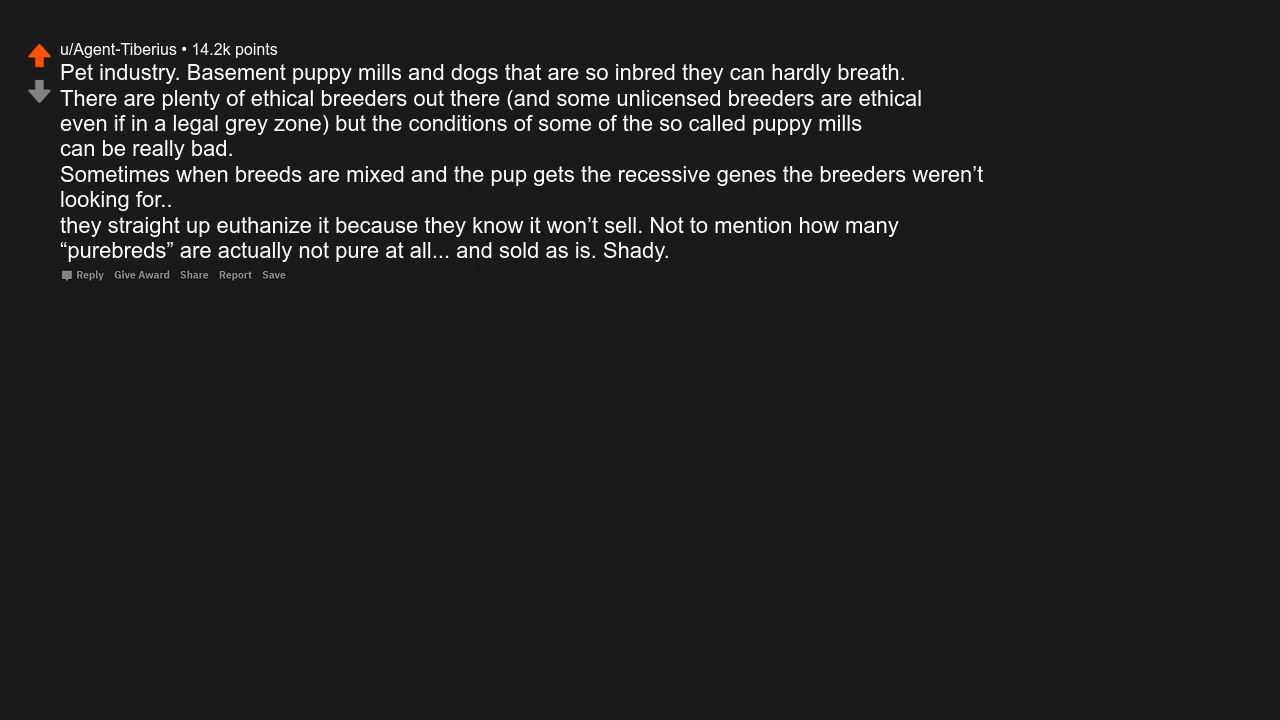 u/Agent-Tiberius • 14.2k points
Pet industry. Basement puppy mills and dogs that are so inbred they can hardly breath.
There are plenty of ethical breeders out there (and some unlicensed breeders are ethical
even if in a legal grey zone) but the conditions of some of the so called puppy mills
can be really bad.
Sometimes when breeds are mixed and the pup gets the recessive genes the breeders weren’t
looking for..
they straight up euthanize it because they know it won’t sell. Not to mention how many
“purebreds” are actually not pure at all... and sold as is. Shady.
Reply Give Award Share Report Save